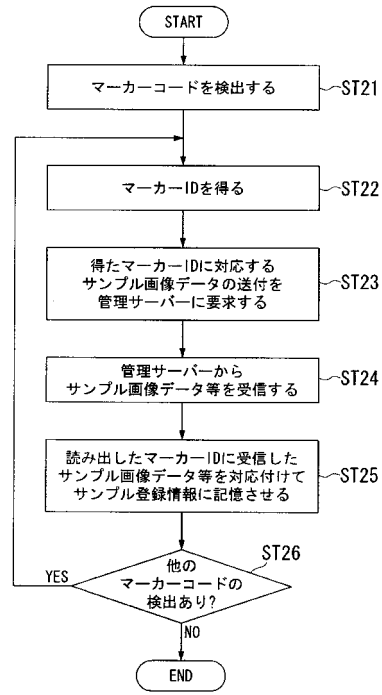 START
マーカーコードを検出する
ST21
マーカーIDを得る
ST22
得たマーカーIDに対応する
サンプル画像データの送付を
管理サーバーに要求する
ST23
管理サーバーから
サンプル画像データ等を受信する
ST24
読み出したマーカーIDに受信した
サンプル画像データ等を対応付けて
サンプル登録情報に記憶させる
ST25
他の
マーカーコードの
検出あり?
ST26
YES
NO
END